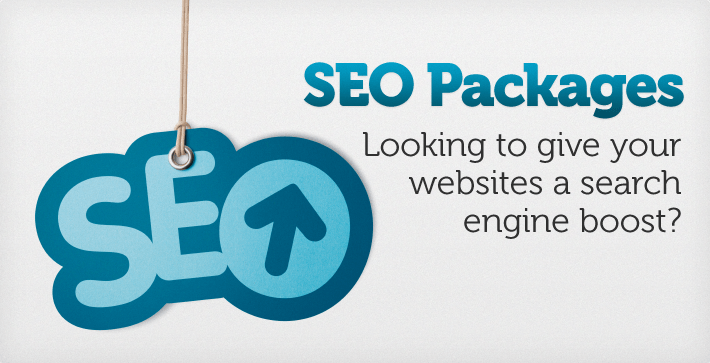 SEO Packages
Looking to give your
websites a search
engine boost?
SEO